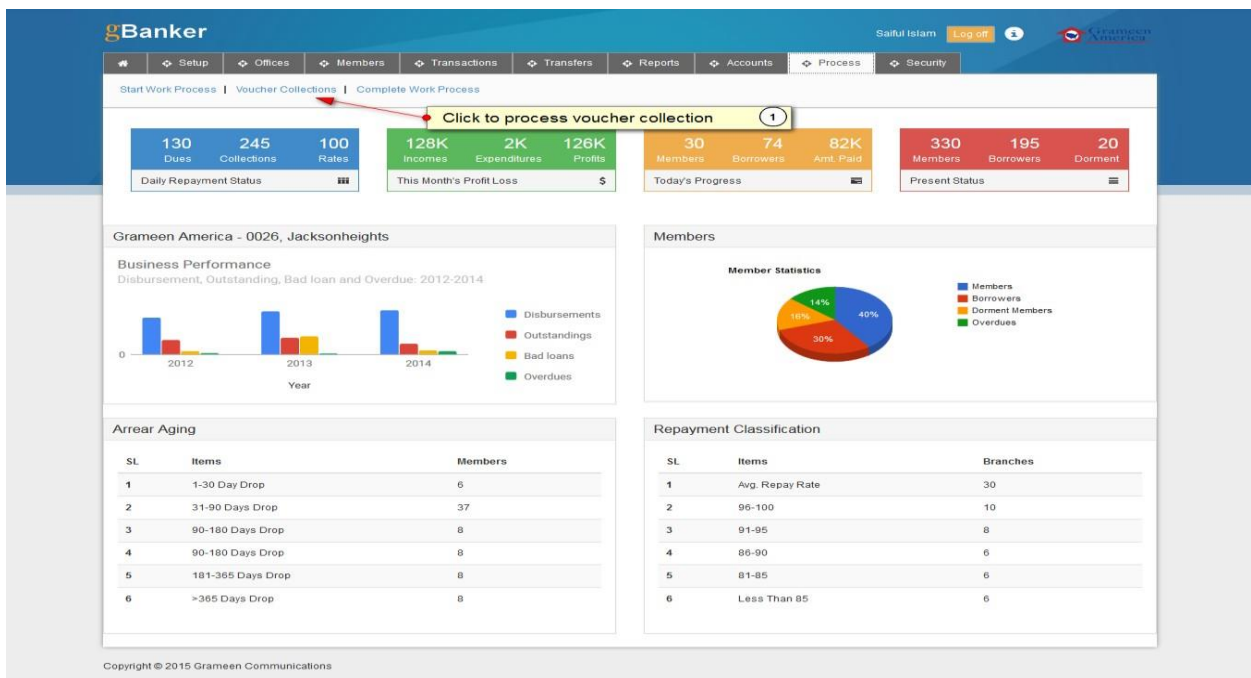 gBanker
Saiful Islam Log off i Grameen America
Setup Offices Members Transactions Transfers Reports Accounts Process Security
Start Work Process | Voucher Collections | Complete Work Process
Click to process voucher collection 1
130 245 100
Dues Collections Rates
Daily Repayment Status
128K 2K 126K
Incomes Expenditures Profits
This Month's Profit Loss $
30 74 82K
Members Borrowers Amt. Paid
Today's Progress
330 195 20
Members Borrowers Dorment
Present Status
Grameen America - 0026, Jacksonheights
Business Performance
Disbursement, Outstanding, Bad loan and Overdue: 2012-2014
Disbursements
Outstandings
Bad loans
Overdues
0
2012 2013 2014
Year
Members
Member Statistics
14%
16% 40%
30%
Members
Borrowers
Dorment Members
Overdues
Arrear Aging
SL Items Members
1 1-30 Day Drop 6
2 31-90 Days Drop 37
3 90-180 Days Drop 8
4 90-180 Days Drop 8
5 181-365 Days Drop 8
6 >365 Days Drop 8
Repayment Classification
SL Items Branches
1 Avg. Repay Rate 30
2 96-100 10
3 91-95 8
4 86-90 6
5 81-85 6
6 Less Than 85 6
Copyright © 2015 Grameen Communications